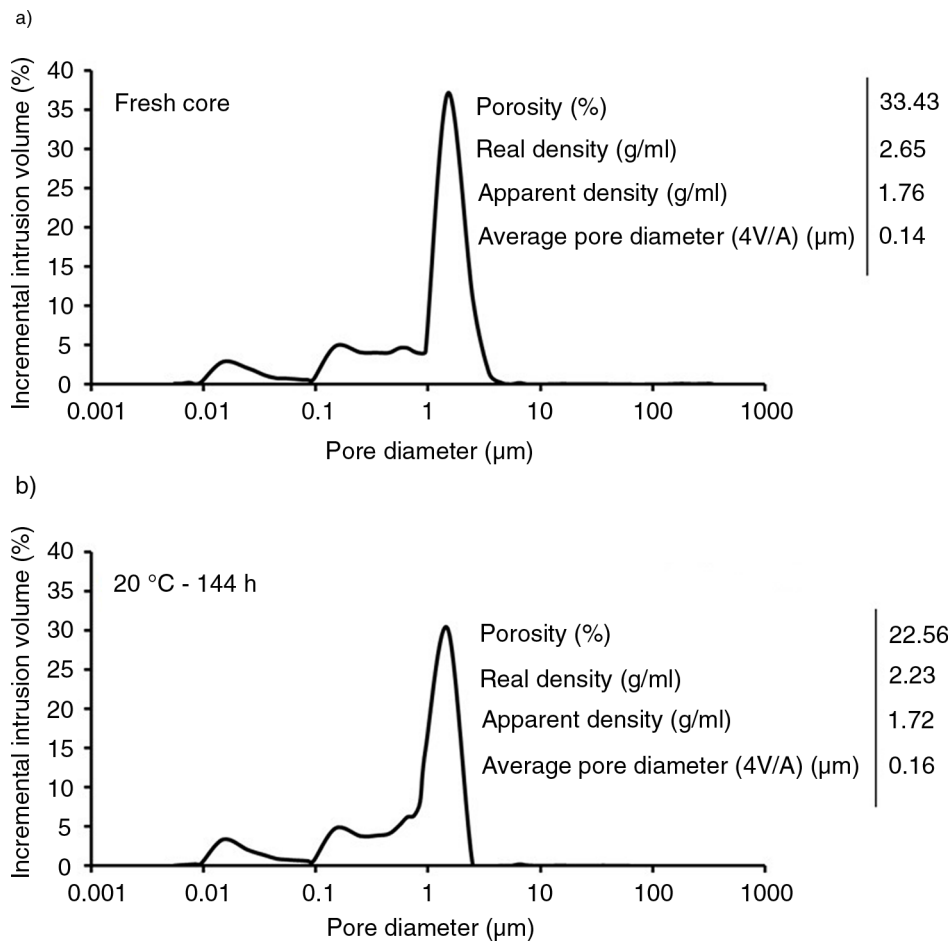 a)
Incremental intrusion volume (%)
40
35
30
25
20
15
10
5
0
Fresh core
Porosity (%) 33.43
Real density (g/ml) 2.65
Apparent density (g/ml) 1.76
Average pore diameter (4V/A) (µm) 0.14
0.001 0.01 0.1 1 10 100 1000
Pore diameter (µm)
b)
Incremental intrusion volume (%)
40
35
30
25
20
15
10
5
0
20 °C - 144 h
Porosity (%) 22.56
Real density (g/ml) 2.23
Apparent density (g/ml) 1.72
Average pore diameter (4V/A) (µm) 0.16
0.001 0.01 0.1 1 10 100 1000
Pore diameter (µm)